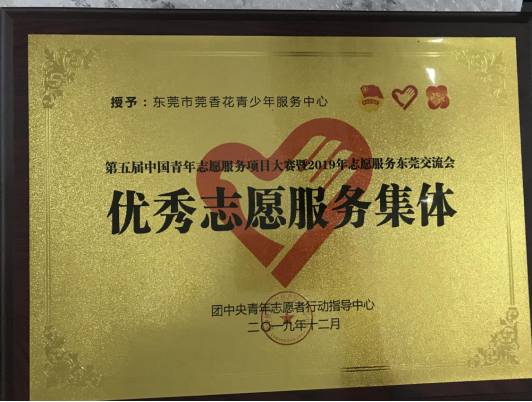 授予：东莞市莞香花青少年服务中心
第五届中国青年志愿服务项目大赛暨2019年志愿服务东莞交流会
优秀志愿服务集体
团中央青年志愿者行动指导中心
二〇一九年十二月